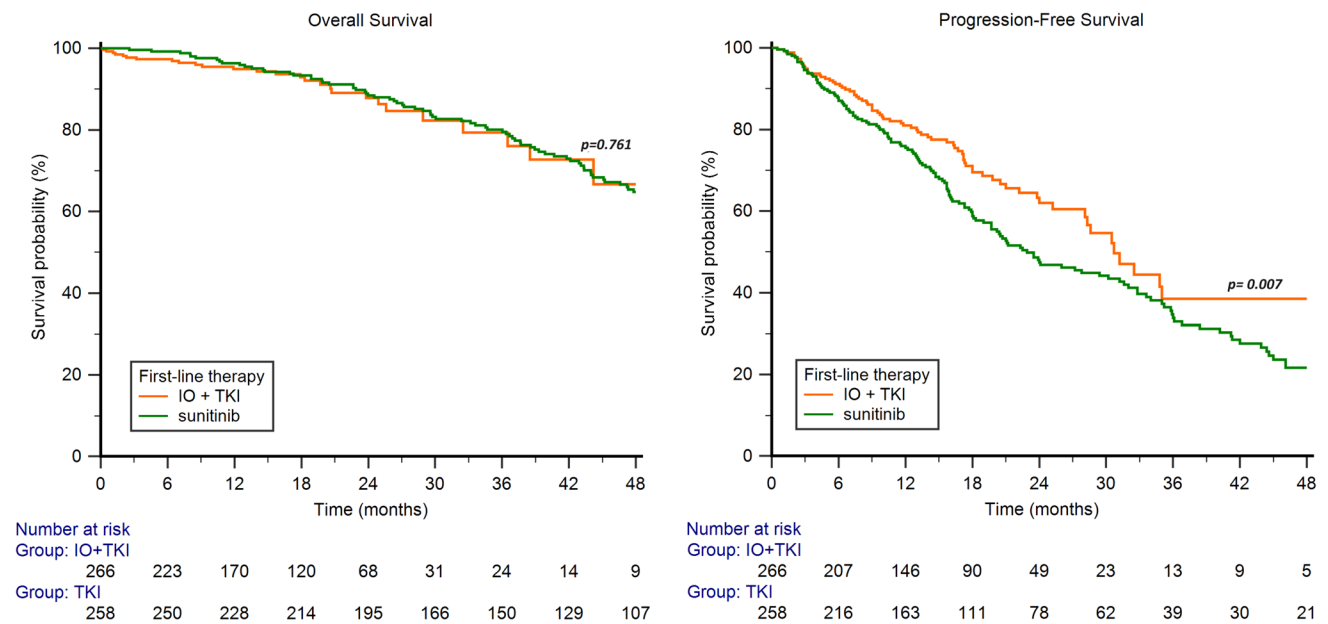 Overall Survival
100
80
60
40
20
0
Survival probability (%)
p=0.761
First-line therapy
IO + TKI
sunitinib
0 6 12 18 24 30 36 42 48
Time (months)
Number at risk
Group: IO+TKI
266 223 170 120 68 31 24 14 9
Group: TKI
258 250 228 214 195 166 150 129 107
Progression-Free Survival
100
80
60
40
20
0
Survival probability (%)
p= 0.007
First-line therapy
IO + TKI
sunitinib
0 6 12 18 24 30 36 42 48
Time (months)
Number at risk
Group: IO+TKI
266 207 146 90 49 23 13 9 5
Group: TKI
258 216 163 111 78 62 39 30 21